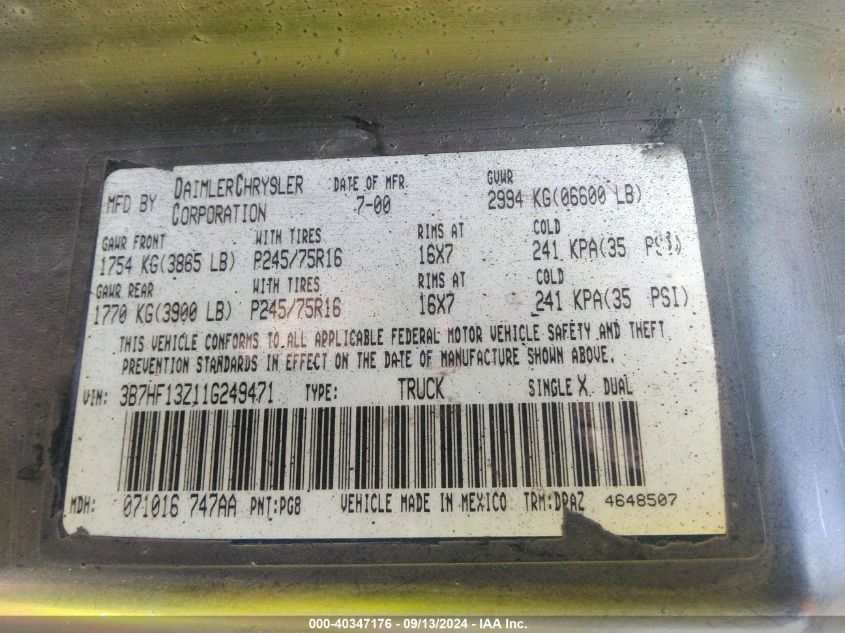 MFD BY DAIMLERCHRYSLER CORPORATION DATE OF MFR 7-00 GVWR 2994 KG(06600 LB)
GAWR FRONT WITH TIRES RIMS AT COLD
1754 KG(3865 LB) P245/75R16 16X7 241 KPA(35 PSI)
GAWR REAR WITH TIRES RIMS AT COLD
1770 KG(3900 LB) P245/75R16 16X7 241 KPA(35 PSI)
THIS VEHICLE CONFORMS TO ALL APPLICABLE FEDERAL MOTOR VEHICLE SAFETY AND THEFT
PREVENTION STANDARDS IN EFFECT ON THE DATE OF MANUFACTURE SHOWN ABOVE.
VIN: 3B7HF13Z11G249471 TYPE: TRUCK SINGLE X DUAL
MDH: 071016 747AA PNT:PG8 VEHICLE MADE IN MEXICO TRM:DPAZ 4648507
000-40347176 - 09/13/2024 - IAA Inc.